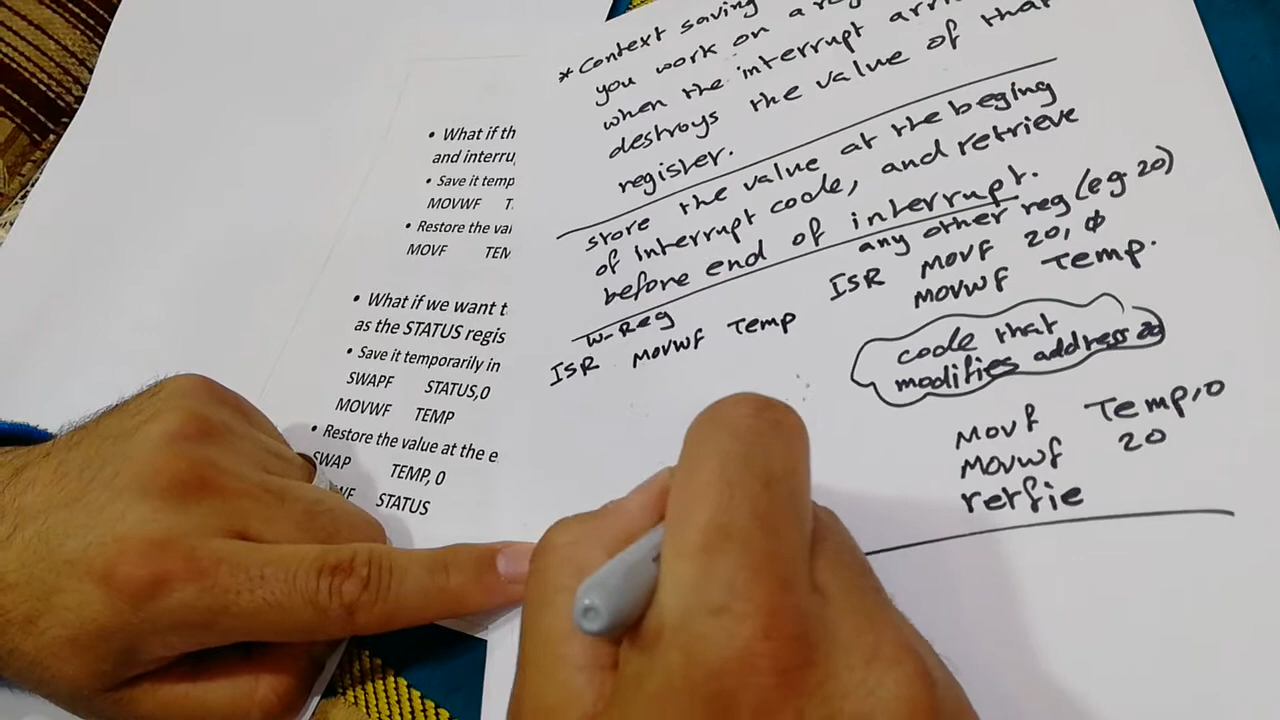 • What if th
and interru
• Save it temp
MOVWF T
• Restore the val
MOVF TEM
• What if we want t
as the STATUS regis
• Save it temporarily in
SWAPF STATUS,0
MOVWF TEMP
• Restore the value at the e
SWAP TEMP, 0
WF STATUS
*Context saving
you work on a
when the interrupt
destroys the value of that
register.
store the value at the beging
of interrupt code, and retrieve
before end of interrupt.
any other reg (eg 20)
ISR MOVF 20, 0
MOVWF Temp.
code that
modifies address 20
MOVF Temp,0
MOVWF 20
retfie
W-Reg
ISR MOVWF Temp